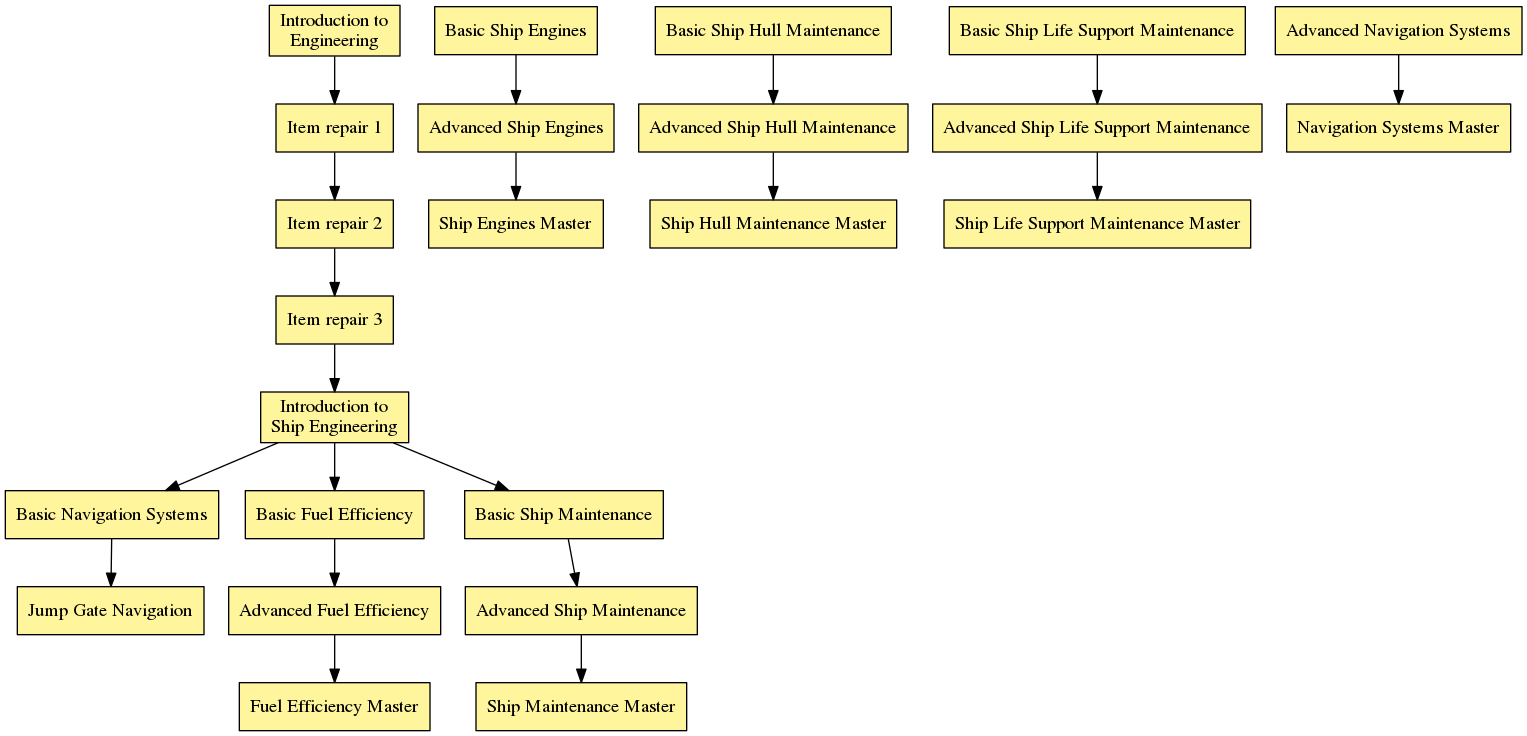 Introduction to
Engineering
Basic Ship Engines
Basic Ship Hull Maintenance
Basic Ship Life Support Maintenance
Advanced Navigation Systems
Item repair 1
Advanced Ship Engines
Advanced Ship Hull Maintenance
Advanced Ship Life Support Maintenance
Navigation Systems Master
Item repair 2
Ship Engines Master
Ship Hull Maintenance Master
Ship Life Support Maintenance Master
Item repair 3
Introduction to
Ship Engineering
Basic Navigation Systems
Basic Fuel Efficiency
Basic Ship Maintenance
Jump Gate Navigation
Advanced Fuel Efficiency
Advanced Ship Maintenance
Fuel Efficiency Master
Ship Maintenance Master